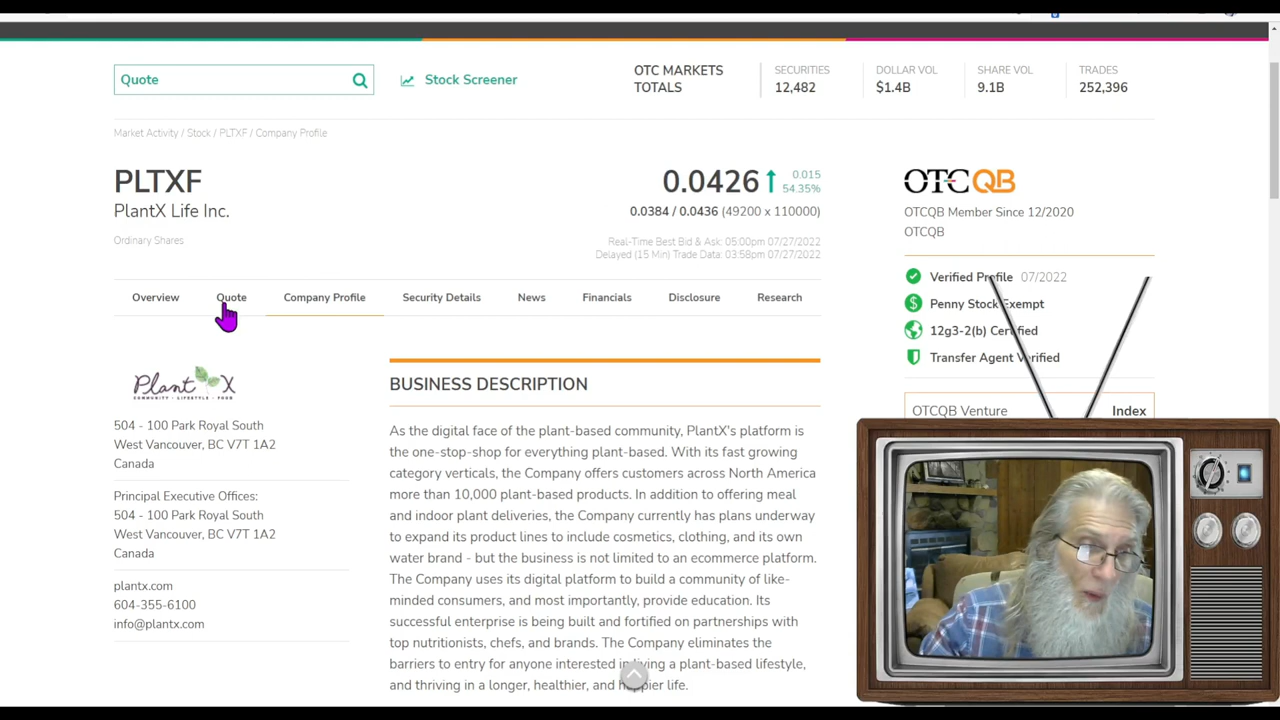 Quote
Stock Screener
OTC MARKETS
TOTALS
SECURITIES
12,482
DOLLAR VOL
$1.4B
SHARE VOL
9.1B
TRADES
252,396
Market Activity / Stock / PLTXF / Company Profile
PLTXF
PlantX Life Inc.
Ordinary Shares
0.0426
0.015
54.35%
0.0384 / 0.0436 (49200 x 110000)
Real-Time Best Bid & Ask: 05:00pm 07/27/2022
Delayed (15 Min) Trade Data: 03:58pm 07/27/2022
OTCQB
OTCQB Member Since 12/2020
OTCQB
Verified Profile 07/2022
Penny Stock Exempt
12g3-2(b) Certified
Transfer Agent Verified
OTCQB Venture Index
Overview Quote Company Profile Security Details News Financials Disclosure Research
PlantX
COMMUNITY • LIFESTYLE • FOOD
504 - 100 Park Royal South
West Vancouver, BC V7T 1A2
Canada
Principal Executive Offices:
504 - 100 Park Royal South
West Vancouver, BC V7T 1A2
Canada
plantx.com
604-355-6100
info@plantx.com
BUSINESS DESCRIPTION
As the digital face of the plant-based community, PlantX's platform is
the one-stop-shop for everything plant-based. With its fast growing
category verticals, the Company offers customers across North America
more than 10,000 plant-based products. In addition to offering meal
and indoor plant deliveries, the Company currently has plans underway
to expand its product lines to include cosmetics, clothing, and its own
water brand - but the business is not limited to an ecommerce platform.
The Company uses its digital platform to build a community of like-
minded consumers, and most importantly, provide education. Its
successful enterprise is being built and fortified on partnerships with
top nutritionists, chefs, and brands. The Company eliminates the
barriers to entry for anyone interested in living a plant-based lifestyle,
and thriving in a longer, healthier, and happier life.